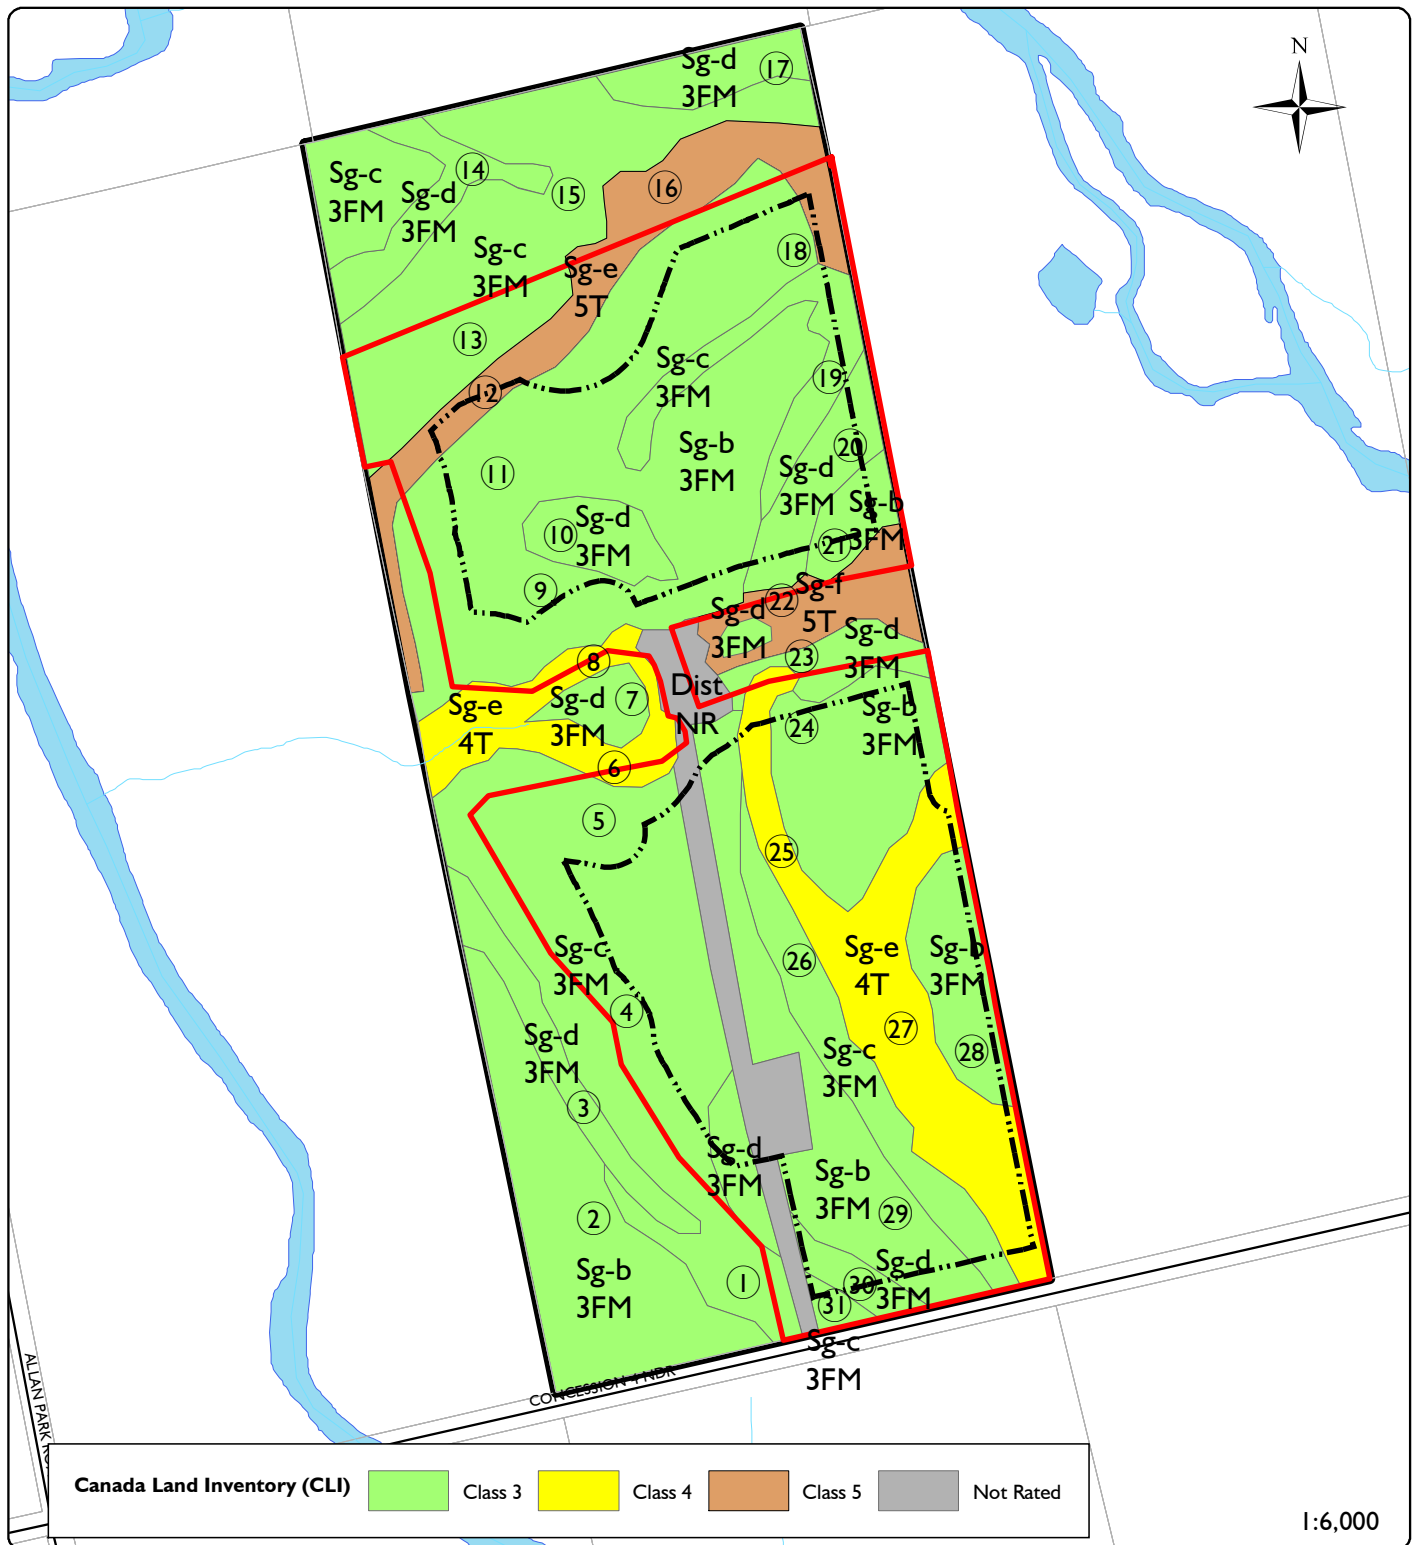 N
Sg-d
3FM
17
14
Sg-c
3FM
Sg-d
3FM
15
16
Sg-c
3FM
18
Sg-e
5T
13
12
Sg-c
3FM
19
20
Sg-b
3FM
11
Sg-d
3FM
Sg-b
3FM
10
Sg-d
3FM
21
9
22
Sg-f
5T
Sg-d
3FM
Sg-d
3FM
23
8
7
Dist
NR
Sg-e
4T
Sg-d
3FM
Sg-b
3FM
24
6
5
25
Sg-c
3FM
26
Sg-e
4T
Sg-b
3FM
4
27
28
Sg-d
3FM
Sg-c
3FM
3
Sg-d
3FM
Sg-b
3FM
29
2
Sg-b
3FM
1
30
Sg-d
3FM
31
Sg-c
3FM
CONCESSION 4 NDR
ALLAN PARK
Canada Land Inventory (CLI)
Class 3
Class 4
Class 5
Not Rated
1:6,000